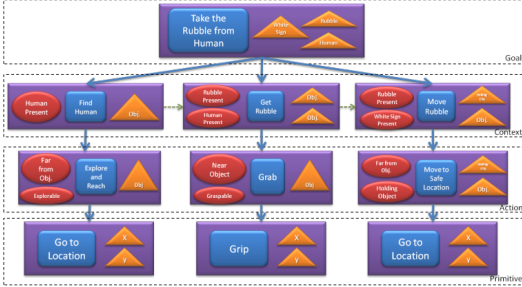 Take the
Rubble from
Human
White
Sign
Rubble
Human
Goal
Human
Present
Find
Human
Obj.
Rubble
Present
Human
Present
Get
Rubble
Obj.
Obj.
Rubble
Present
White Sign
Present
Move
Rubble
Obj.
Context
Far
from
Obj.
Explorable
Explore
and
Reach
Obj
Near
Object
Graspable
Grab
Obj
Far from
Obj.
Holding
Object
Move to
Safe
Location
Obj.
Action
Go to
Location
X
Y
Grip
X
Y
Go to
Location
X
Y
Primitive